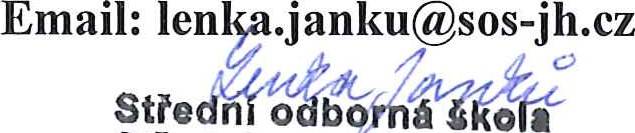 Email: lenka.janku@sos-jh.cz
Lenka Janků
Střední odborná škola